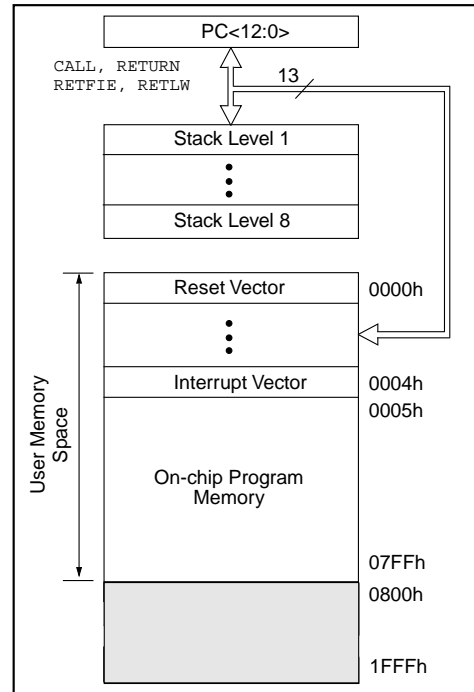 PC<12:0>
CALL, RETURN
RETFIE, RETLW
13
Stack Level 1
Stack Level 8
Reset Vector
0000h
Interrupt Vector
0004h
0005h
User Memory
Space
On-chip Program
Memory
07FFh
0800h
1FFFh